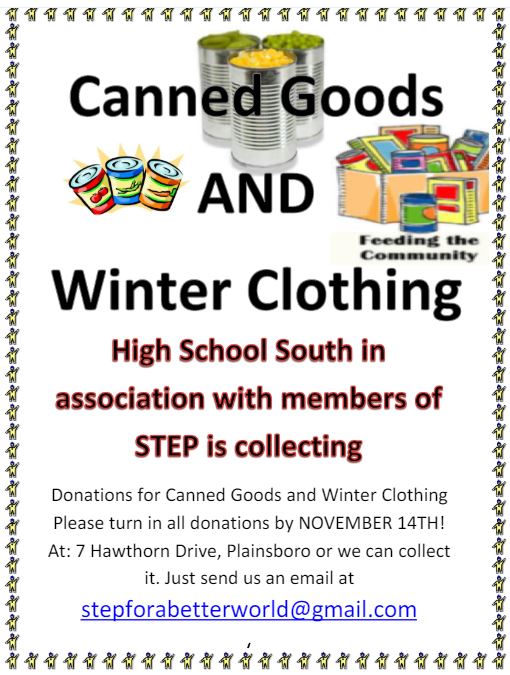 Canned Goods
AND
Feeding the
Community
Winter Clothing
High School South in
association with members of
STEP is collecting
Donations for Canned Goods and Winter Clothing
Please turn in all donations by NOVEMBER 14TH!
At: 7 Hawthorn Drive, Plainsboro or we can collect
it. Just send us an email at
stepforabetterworld@gmail.com
,